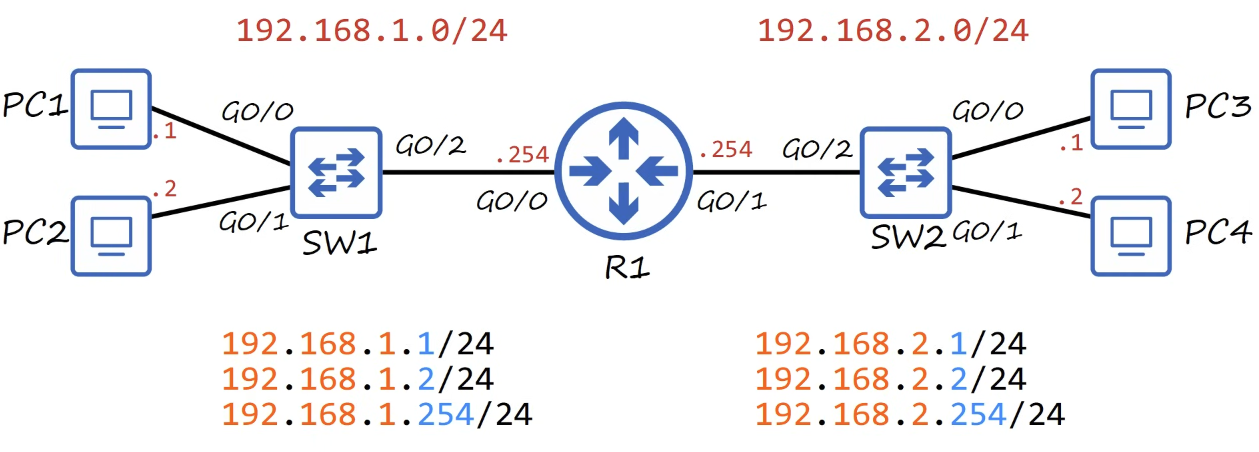 192.168.1.0/24
192.168.2.0/24
PC1
G0/0
.1
G0/2
.254
G0/0
.254
G0/1
G0/2
G0/0
.1
PC3
PC2
.2
G0/1
SW1
R1
SW2
G0/1
.2
PC4
192.168.1.1/24
192.168.1.2/24
192.168.1.254/24
192.168.2.1/24
192.168.2.2/24
192.168.2.254/24